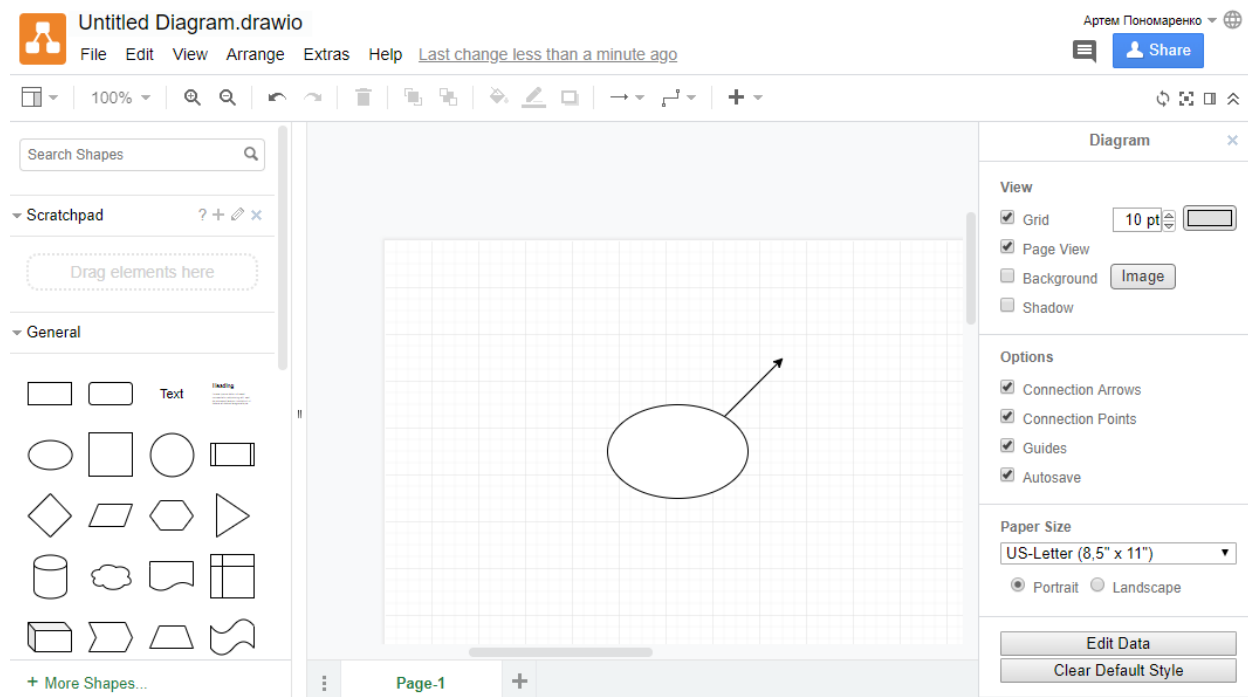 Untitled Diagram.drawio
Артем Пономаренко
File Edit View Arrange Extras Help Last change less than a minute ago
Share
100%
Search Shapes
Scratchpad
?
Drag elements here
General
Text
Heading
More Shapes...
Page-1
Diagram
View
Grid 10 pt
Page View
Background Image
Shadow
Options
Connection Arrows
Connection Points
Guides
Autosave
Paper Size
US-Letter (8,5" x 11")
Portrait Landscape
Edit Data
Clear Default Style